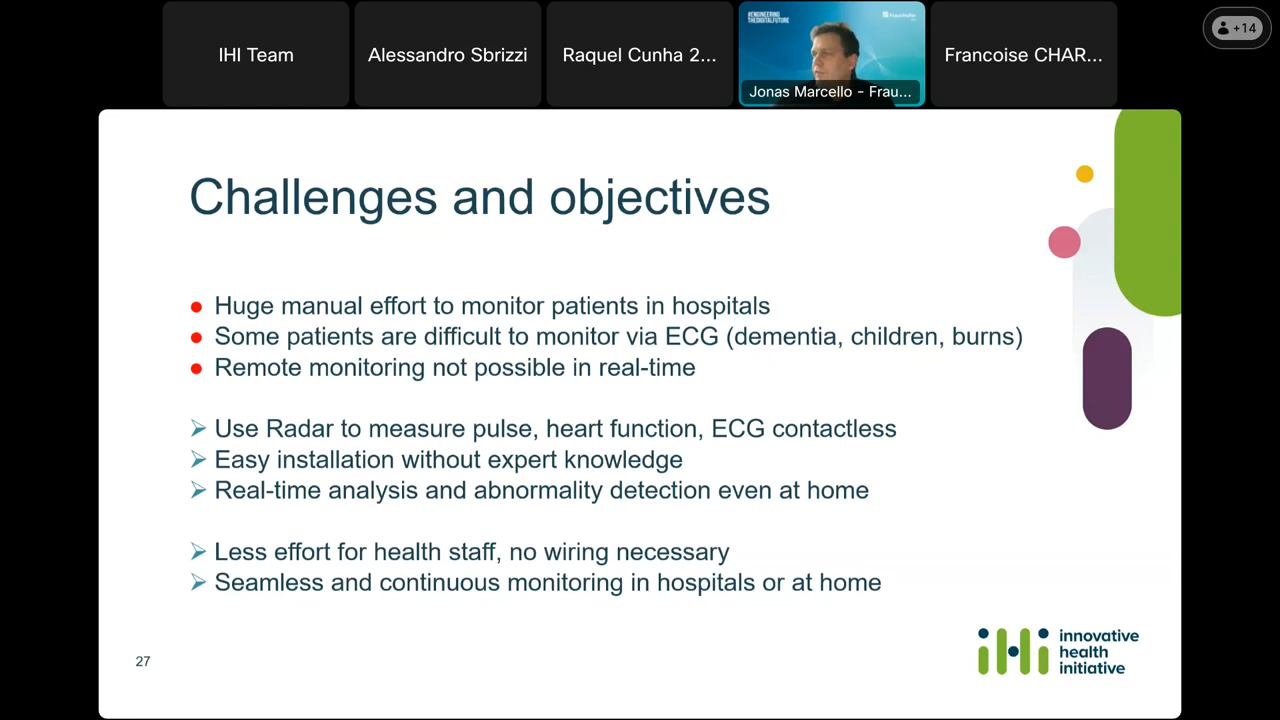 IHI Team
Alessandro Sbrizzi
Raquel Cunha 2...
#ENGINEERING
THEDIGITALFUTURE
Fraunhofer
Jonas Marcello - Frau...
Francoise CHAR...
+14
Challenges and objectives
Huge manual effort to monitor patients in hospitals
Some patients are difficult to monitor via ECG (dementia, children, burns)
Remote monitoring not possible in real-time
Use Radar to measure pulse, heart function, ECG contactless
Easy installation without expert knowledge
Real-time analysis and abnormality detection even at home
Less effort for health staff, no wiring necessary
Seamless and continuous monitoring in hospitals or at home
27
iHi
innovative
health
initiative